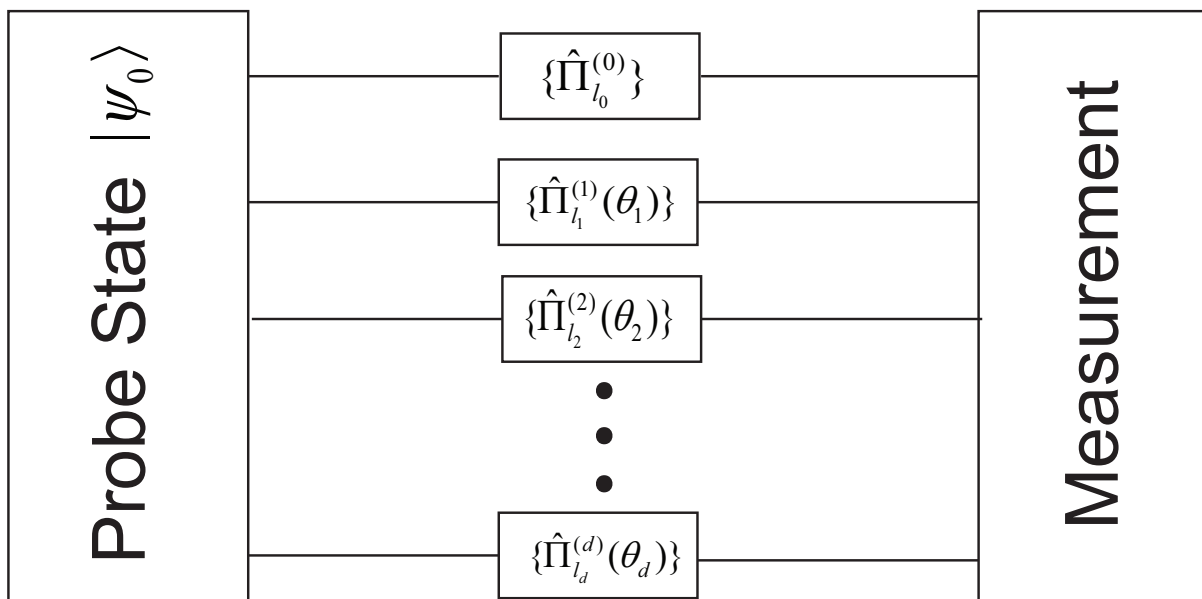 Probe State |ψ₀⟩
{Π̂_{l₀}^{(0)}}
{Π̂_{l₁}^{(1)}(θ₁)}
{Π̂_{l₂}^{(2)}(θ₂)}
{Π̂_{l_d}^{(d)}(θ_d)}
Measurement